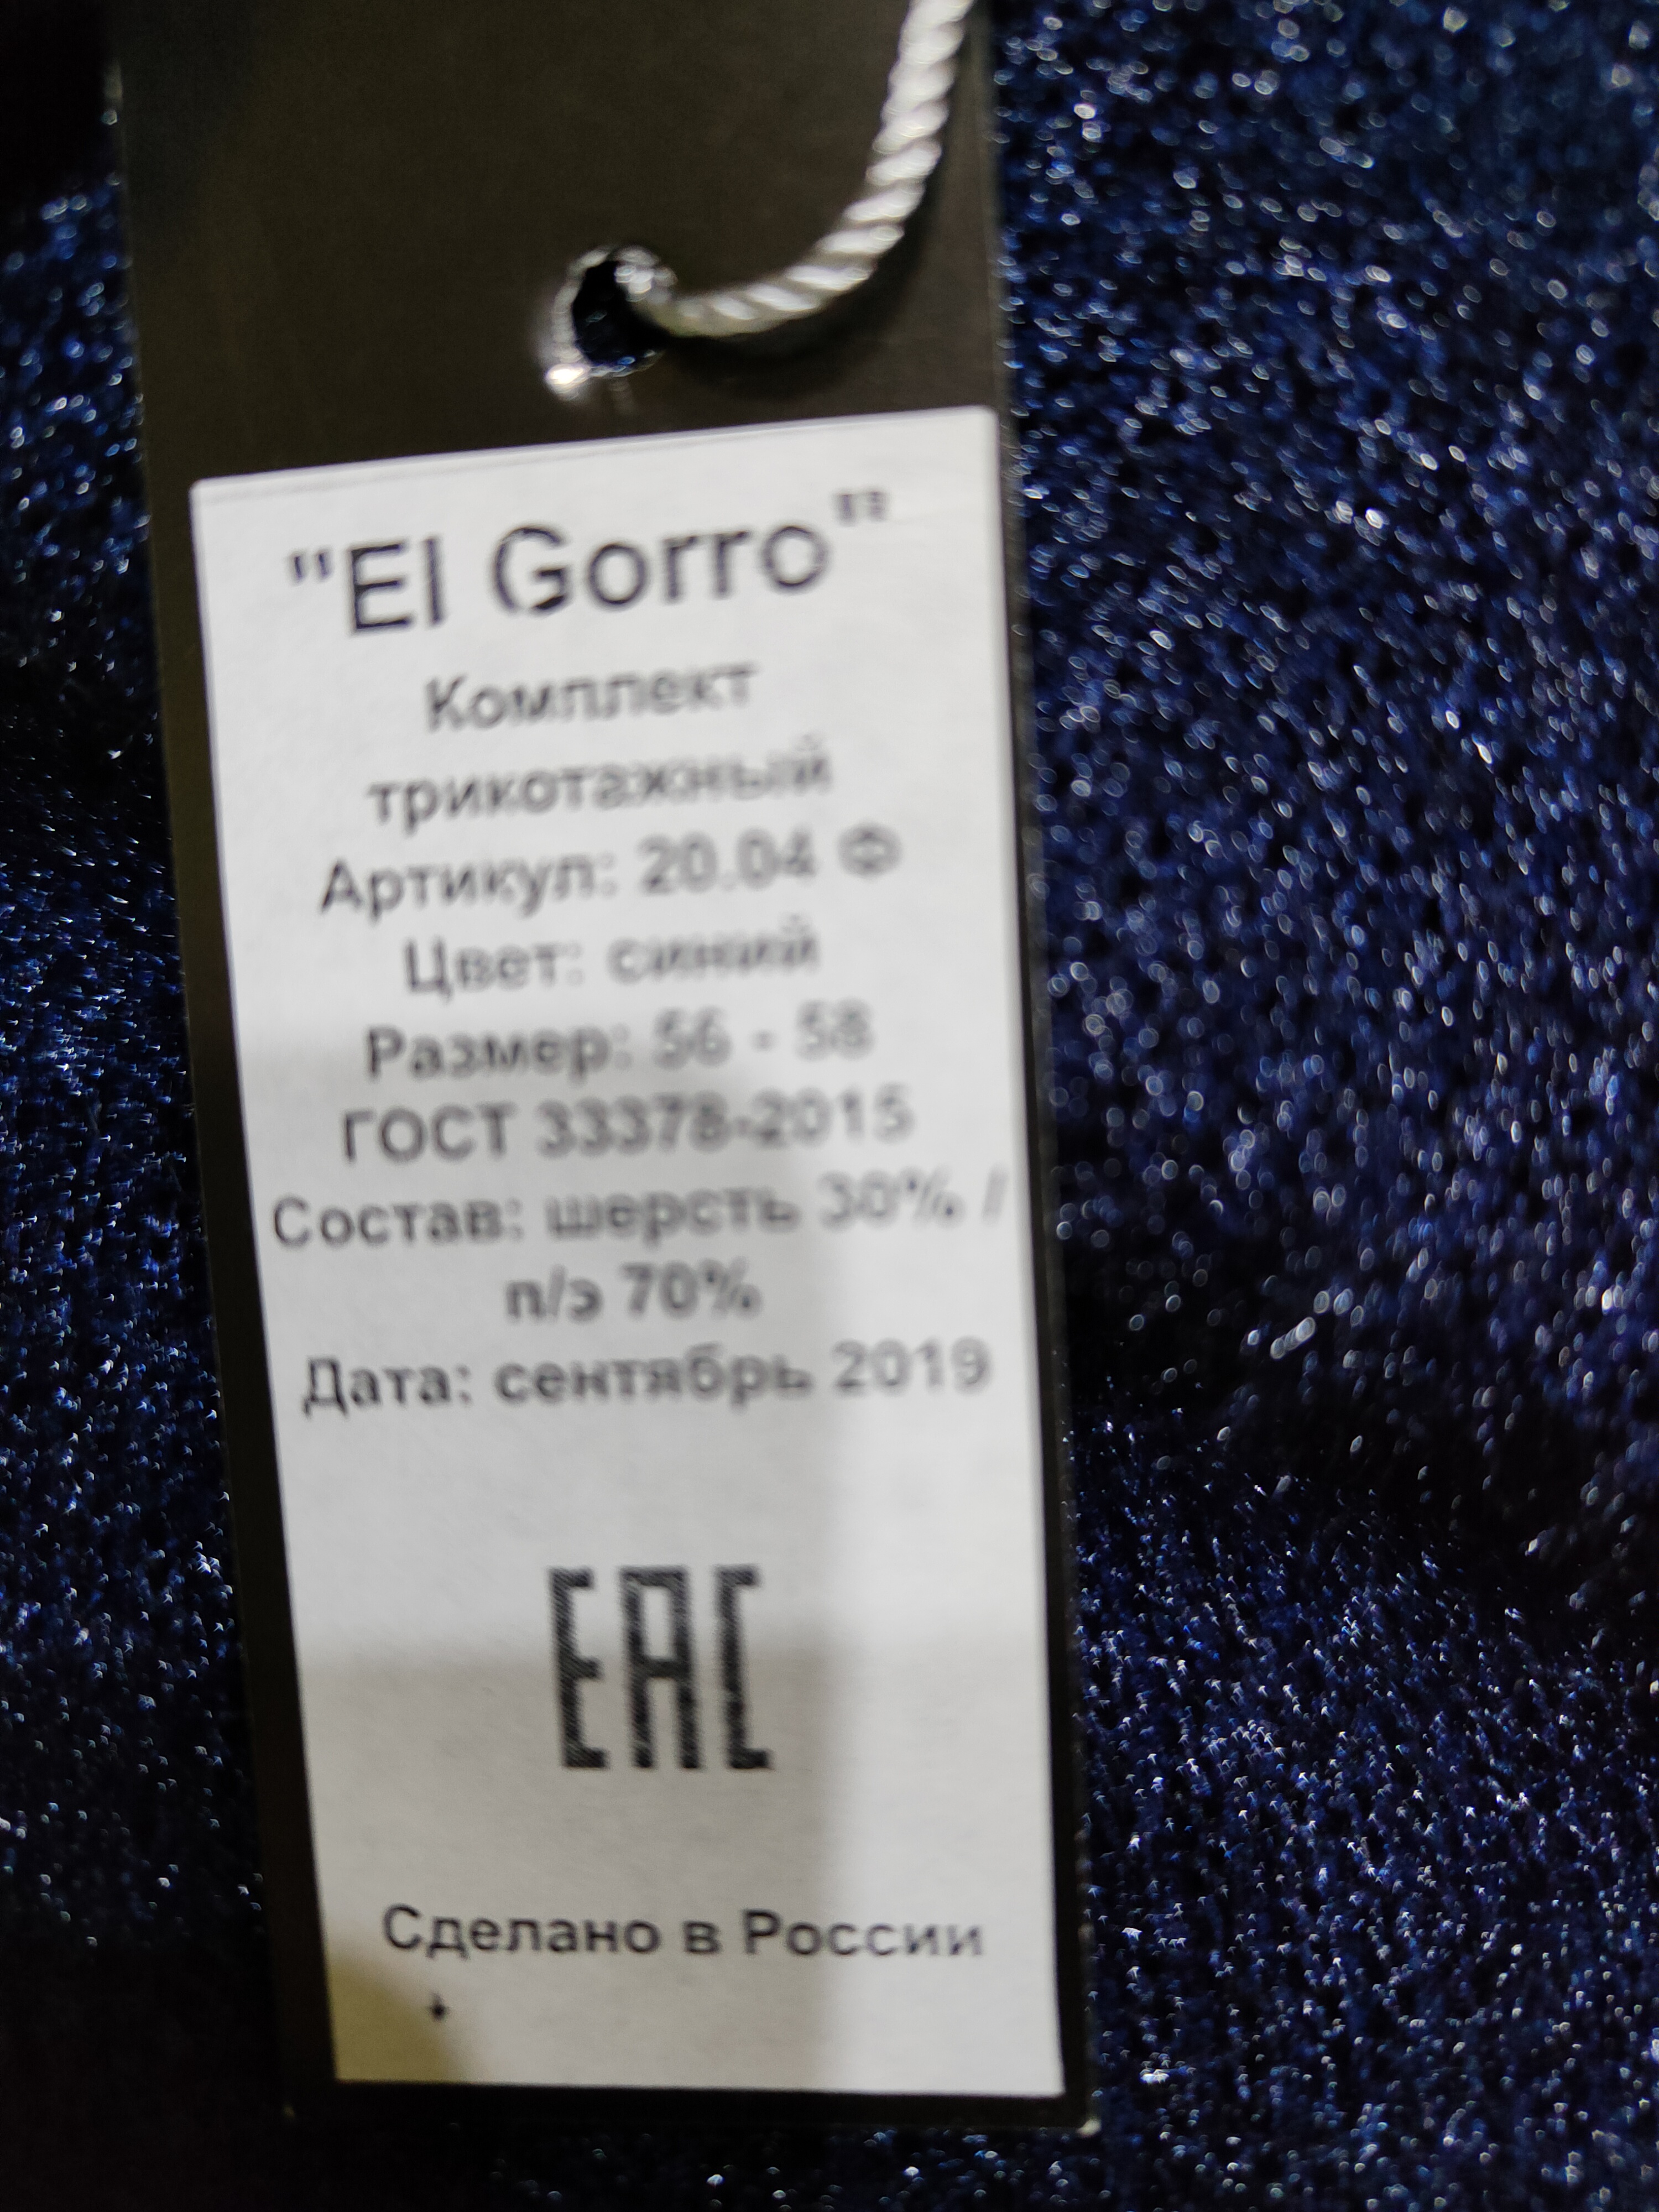 "El Gorro"
Комплект
трикотажный
Артикул: 20.04 Ф
Цвет: синий
Размер: 56 - 58
ГОСТ 33378-2015
Состав: шерсть 30% /
п/э 70%
Дата: сентябрь 2019
EAC
Сделано в России